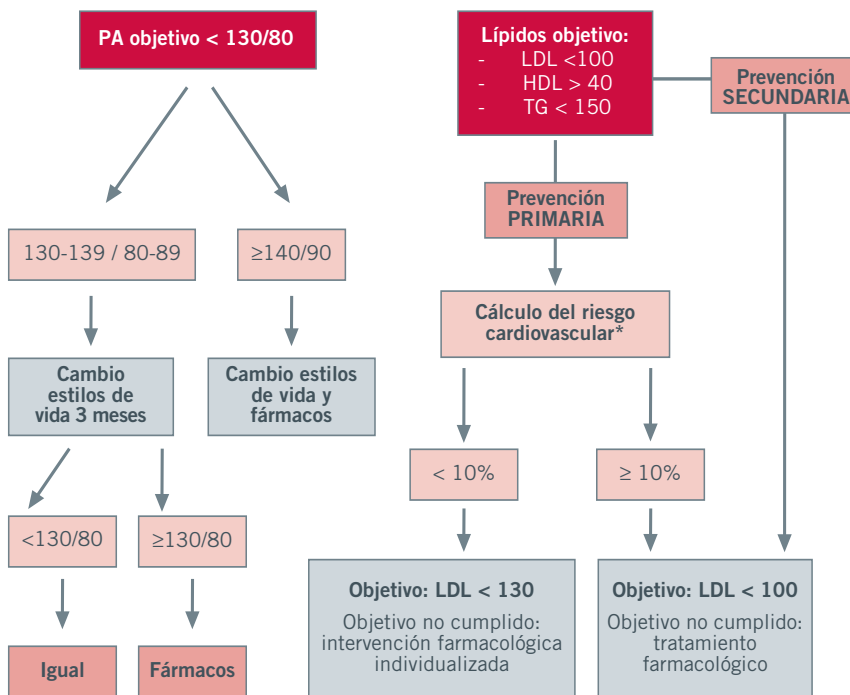 PA objetivo < 130/80
130-139 / 80-89
≥140/90
Cambio
estilos de
vida 3 meses
Cambio estilos
de vida y
fármacos
<130/80
≥130/80
Igual
Fármacos
Lípidos objetivo:
- LDL <100
- HDL > 40
- TG < 150
Prevención
SECUNDARIA
Prevención
PRIMARIA
Cálculo del riesgo
cardiovascular*
< 10%
≥ 10%
Objetivo: LDL < 130
Objetivo no cumplido:
intervención farmacológica
individualizada
Objetivo: LDL < 100
Objetivo no cumplido:
tratamiento
farmacológico